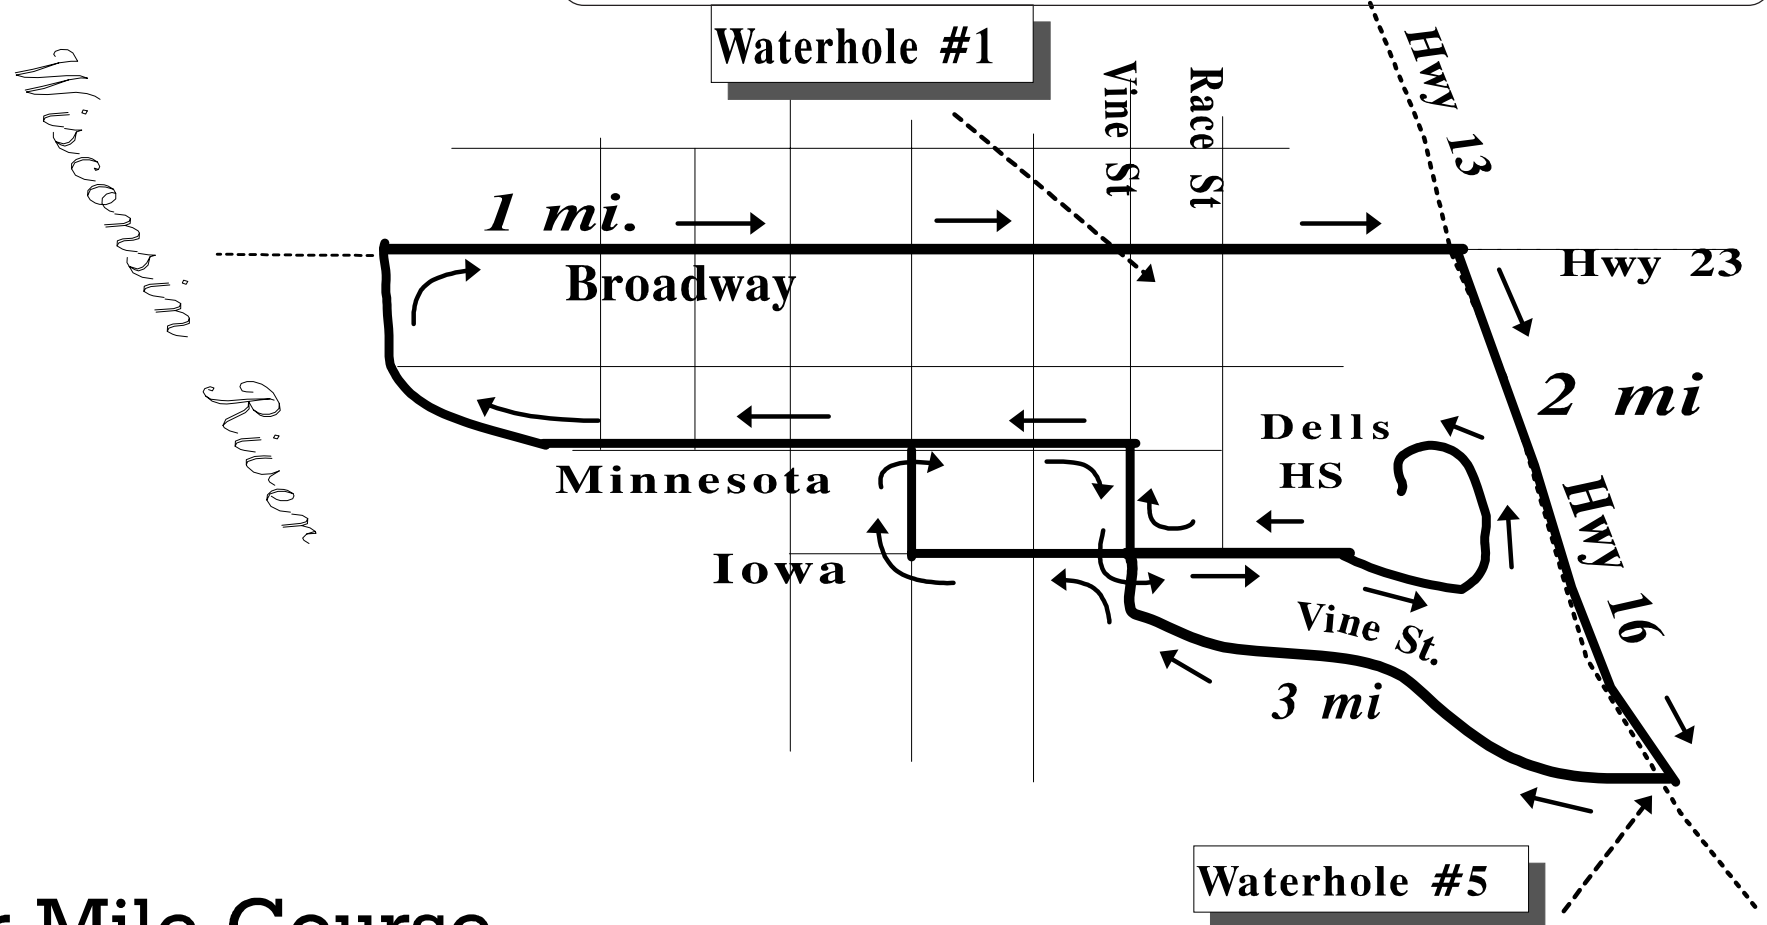 Waterhole #1
Hwy 13
Vine St
Race St
Wisconsin River
1 mi.
Broadway
Hwy 23
2 mi
Dells
HS
Minnesota
Hwy 16
Iowa
Vine St.
3 mi
Waterhole #5
Mile Course